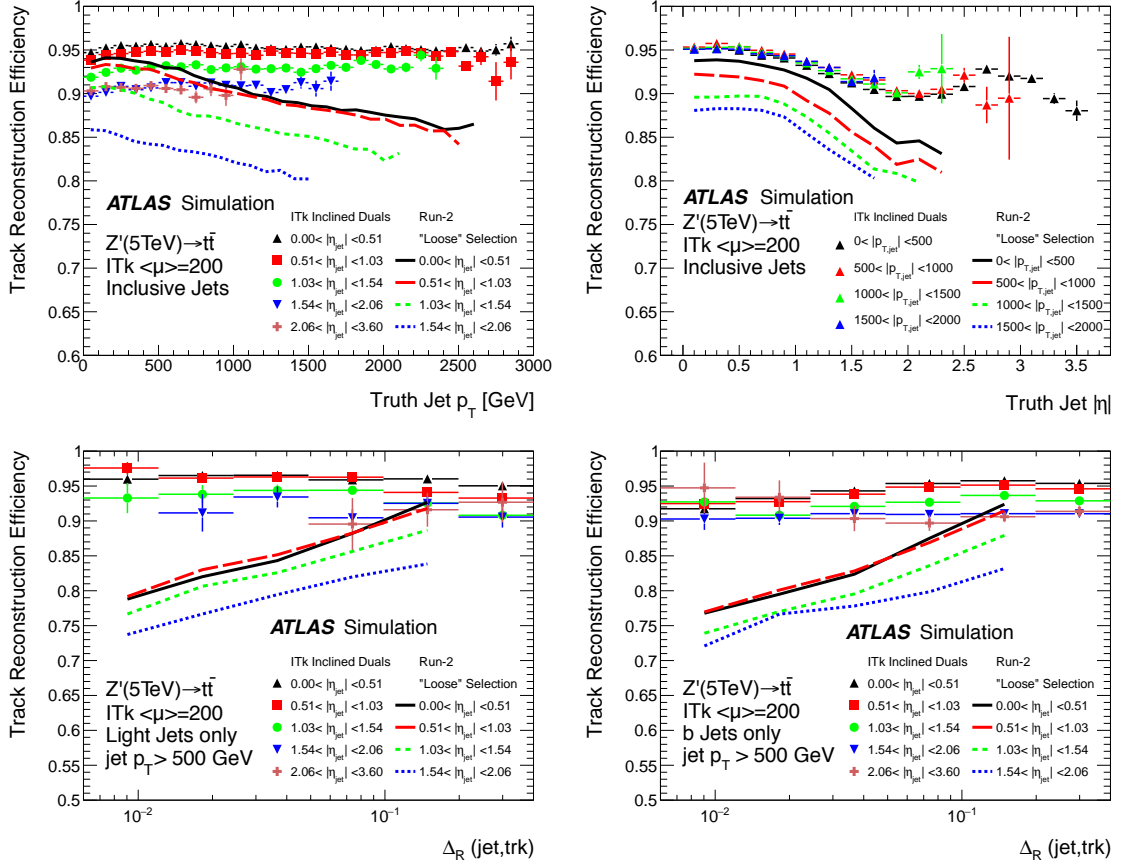 Track Reconstruction Efficiency
1
0.95
0.9
0.85
0.8
0.75
0.7
0.65
0.6
ATLAS Simulation
Z'(5TeV)→tt̄
ITk <μ>=200
Inclusive Jets
ITk Inclined Duals
0.00< |η_jet| <0.51
0.51< |η_jet| <1.03
1.03< |η_jet| <1.54
1.54< |η_jet| <2.06
2.06< |η_jet| <3.60
Run-2
"Loose" Selection
0.00< |η_jet| <0.51
0.51< |η_jet| <1.03
1.03< |η_jet| <1.54
1.54< |η_jet| <2.06
0 500 1000 1500 2000 2500 3000
Truth Jet p_T [GeV]
Track Reconstruction Efficiency
1
0.95
0.9
0.85
0.8
0.75
0.7
0.65
0.6
ATLAS Simulation
Z'(5TeV)→tt̄
ITk <μ>=200
Inclusive Jets
ITk Inclined Duals
0< |p_T,jet| <500
500< |p_T,jet| <1000
1000< |p_T,jet| <1500
1500< |p_T,jet| <2000
Run-2
"Loose" Selection
0< |p_T,jet| <500
500< |p_T,jet| <1000
1000< |p_T,jet| <1500
1500< |p_T,jet| <2000
0 0.5 1 1.5 2 2.5 3 3.5
Truth Jet |η|
Track Reconstruction Efficiency
1
0.95
0.9
0.85
0.8
0.75
0.7
0.65
0.6
0.55
0.5
ATLAS Simulation
Z'(5TeV)→tt̄
ITk <μ>=200
Light Jets only
jet p_T > 500 GeV
ITk Inclined Duals
0.00< |η_jet| <0.51
0.51< |η_jet| <1.03
1.03< |η_jet| <1.54
1.54< |η_jet| <2.06
2.06< |η_jet| <3.60
Run-2
"Loose" Selection
0.00< |η_jet| <0.51
0.51< |η_jet| <1.03
1.03< |η_jet| <1.54
1.54< |η_jet| <2.06
10⁻² 10⁻¹
Δ_R (jet,trk)
Track Reconstruction Efficiency
1
0.95
0.9
0.85
0.8
0.75
0.7
0.65
0.6
0.55
0.5
ATLAS Simulation
Z'(5TeV)→tt̄
ITk <μ>=200
b Jets only
jet p_T > 500 GeV
ITk Inclined Duals
0.00< |η_jet| <0.51
0.51< |η_jet| <1.03
1.03< |η_jet| <1.54
1.54< |η_jet| <2.06
2.06< |η_jet| <3.60
Run-2
"Loose" Selection
0.00< |η_jet| <0.51
0.51< |η_jet| <1.03
1.03< |η_jet| <1.54
1.54< |η_jet| <2.06
10⁻² 10⁻¹
Δ_R (jet,trk)